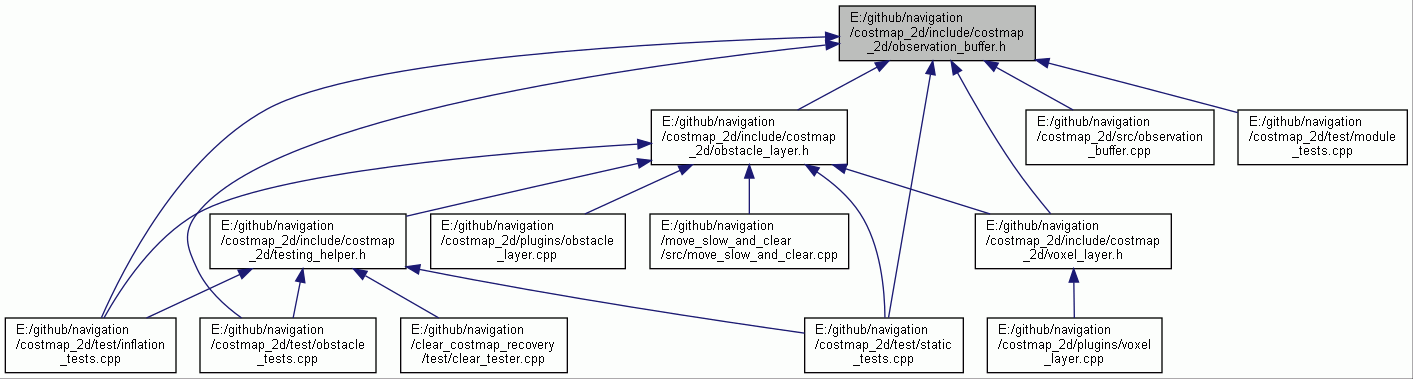 E:/github/navigation
/costmap_2d/include/costmap
_2d/observation_buffer.h
E:/github/navigation
/costmap_2d/include/costmap
_2d/obstacle_layer.h
E:/github/navigation
/costmap_2d/src/observation
_buffer.cpp
E:/github/navigation
/costmap_2d/test/module
_tests.cpp
E:/github/navigation
/costmap_2d/include/costmap
_2d/testing_helper.h
E:/github/navigation
/costmap_2d/plugins/obstacle
_layer.cpp
E:/github/navigation
/move_slow_and_clear
/src/move_slow_and_clear.cpp
E:/github/navigation
/costmap_2d/include/costmap
_2d/voxel_layer.h
E:/github/navigation
/costmap_2d/test/inflation
_tests.cpp
E:/github/navigation
/costmap_2d/test/obstacle
_tests.cpp
E:/github/navigation
/clear_costmap_recovery
/test/clear_tester.cpp
E:/github/navigation
/costmap_2d/test/static
_tests.cpp
E:/github/navigation
/costmap_2d/plugins/voxel
_layer.cpp